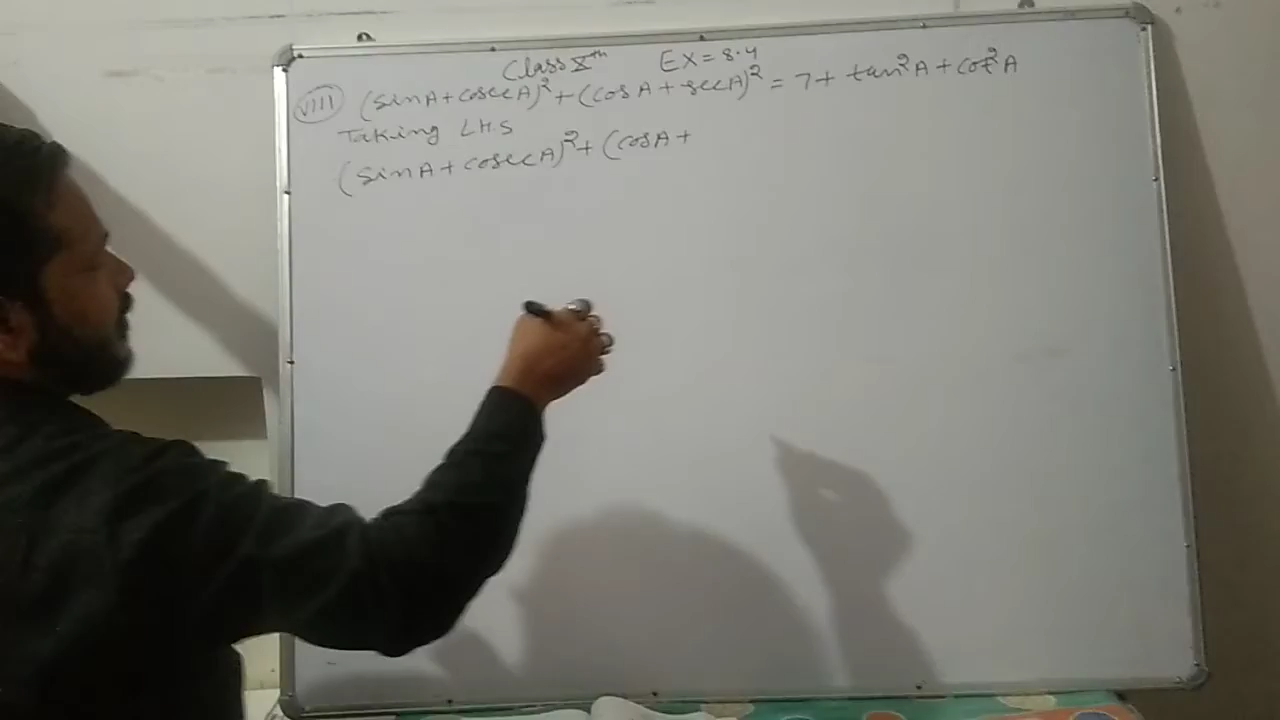 Class Xth EX = 8.4
(VIII) (sinA + cosecA)² + (cosA + secA)² = 7 + tan²A + cot²A
Taking LHS
(sinA + cosecA)² + (cosA +